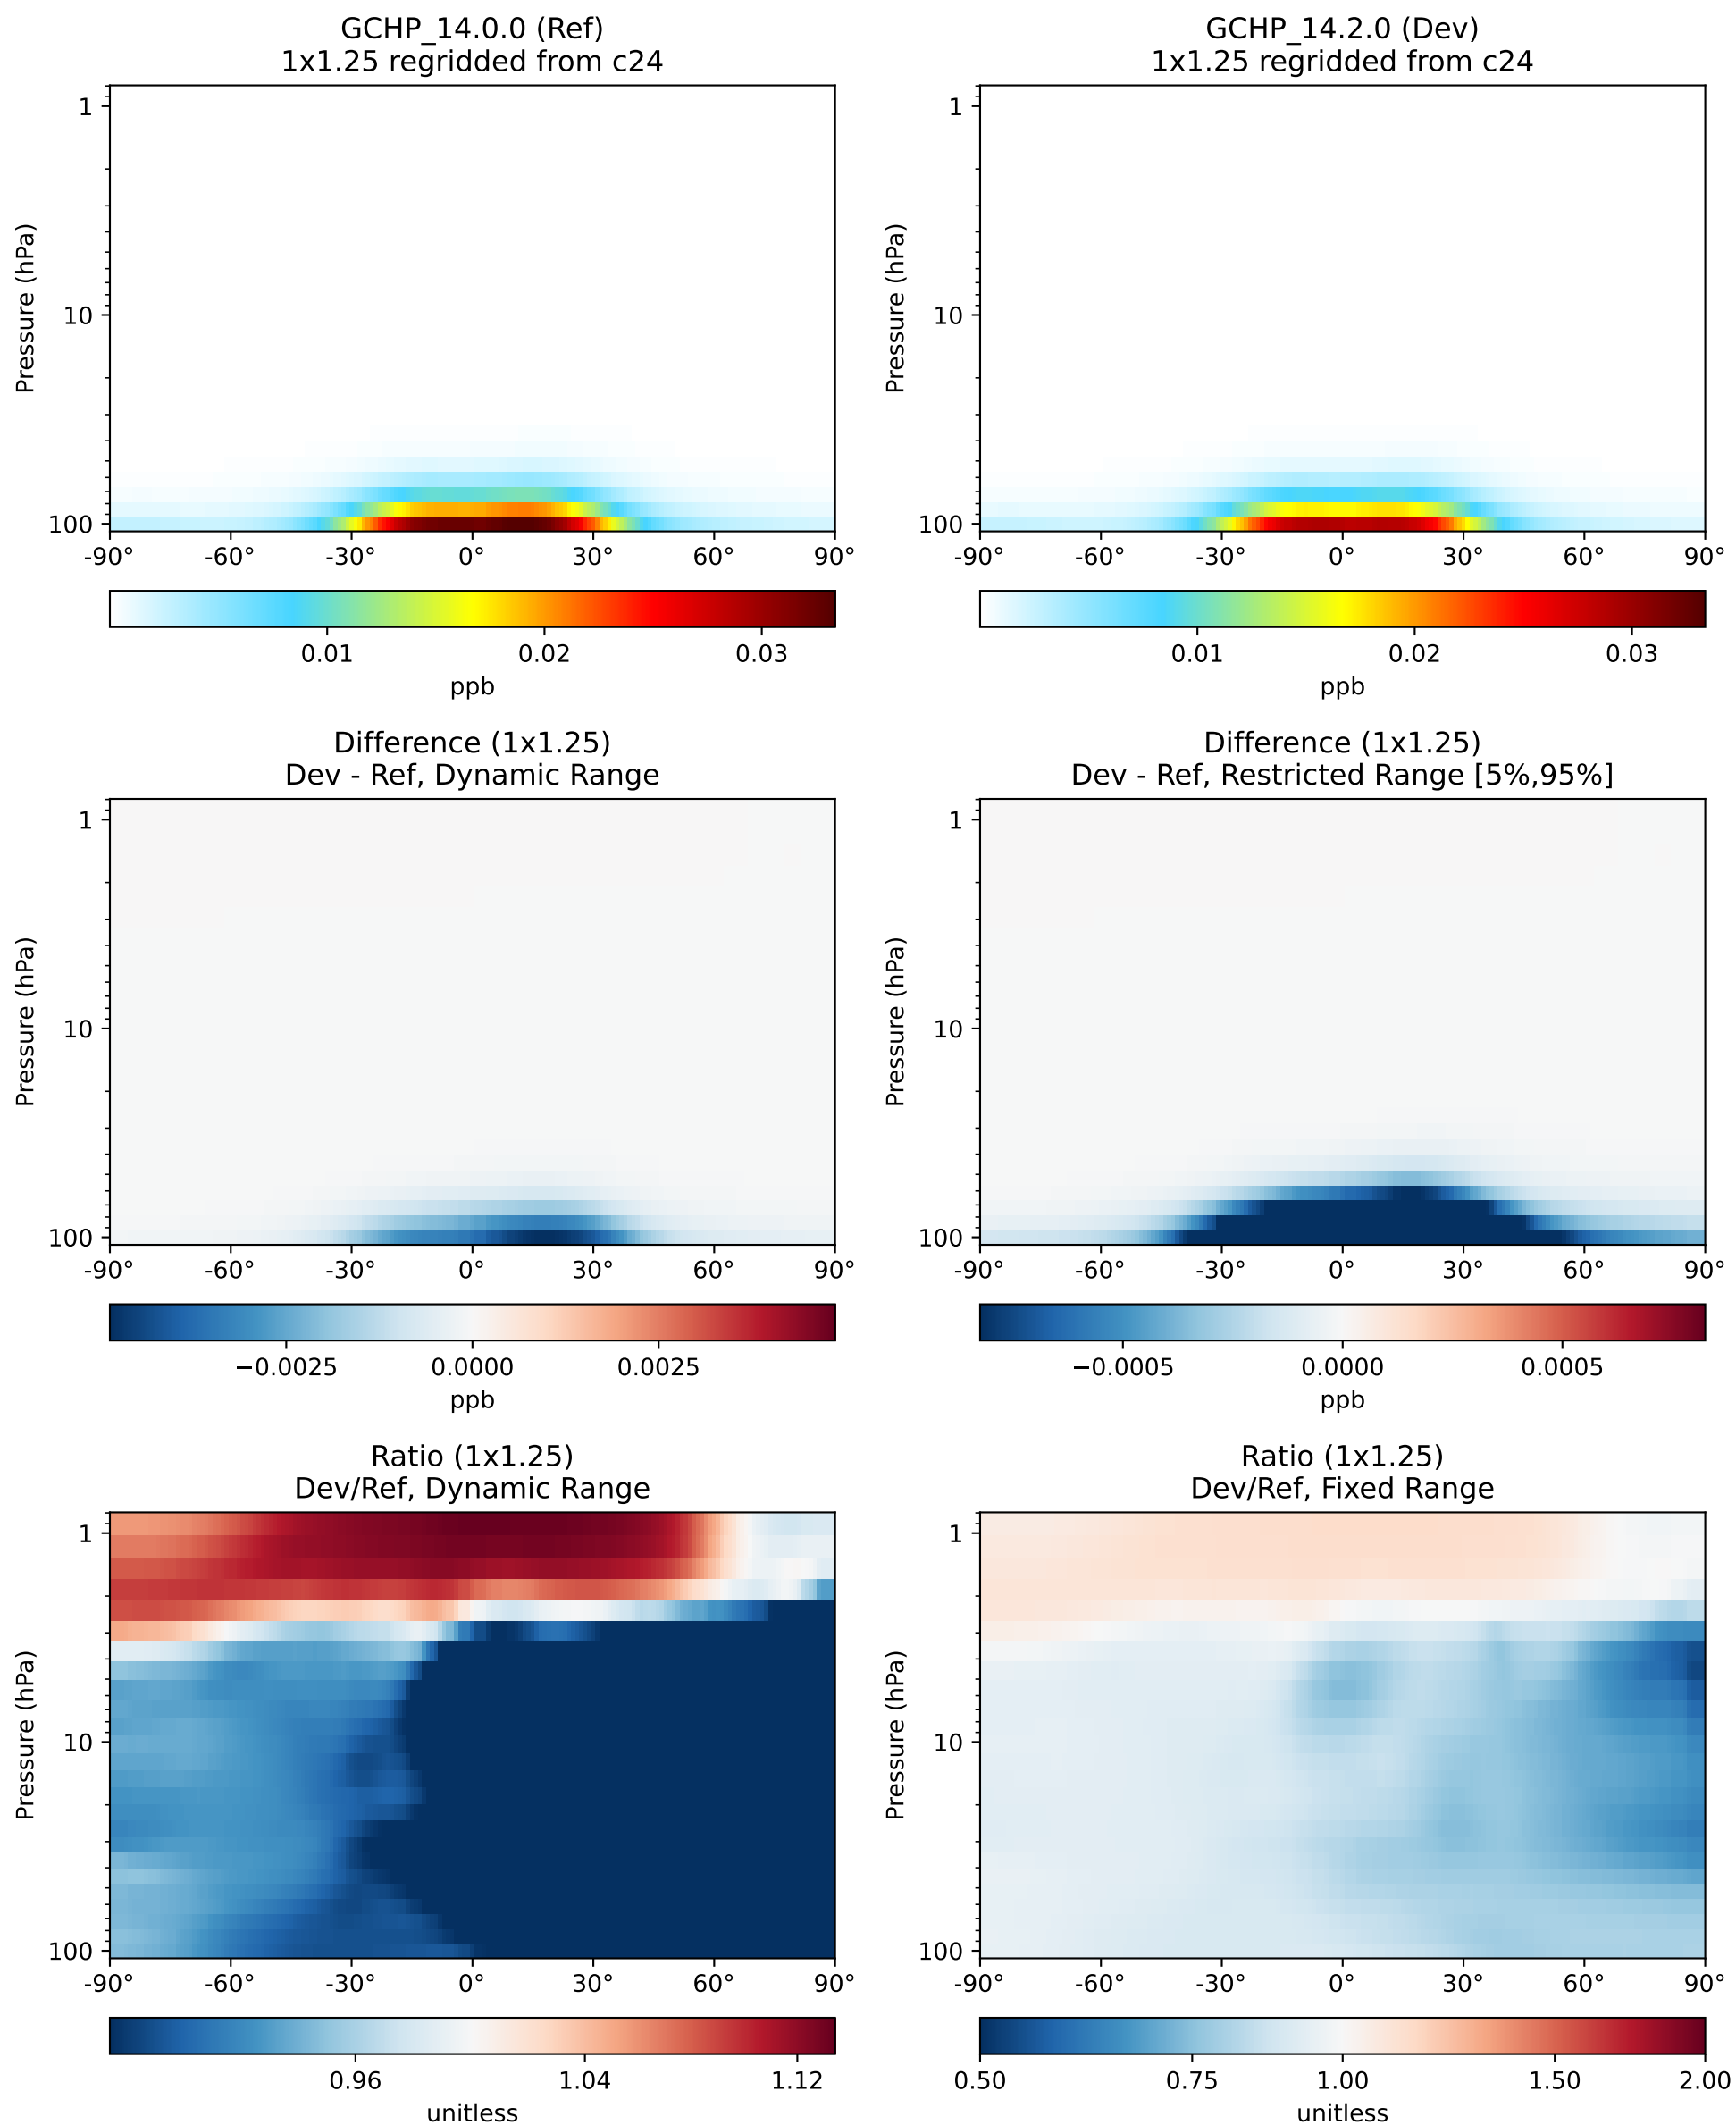 GCHP_14.0.0 (Ref)
1x1.25 regridded from c24
GCHP_14.2.0 (Dev)
1x1.25 regridded from c24
Pressure (hPa)
1
10
100
-90° -60° -30° 0° 30° 60° 90°
0.01 0.02 0.03
ppb
Pressure (hPa)
1
10
100
-90° -60° -30° 0° 30° 60° 90°
0.01 0.02 0.03
ppb
Difference (1x1.25)
Dev - Ref, Dynamic Range
Pressure (hPa)
1
10
100
-90° -60° -30° 0° 30° 60° 90°
−0.0025 0.0000 0.0025
ppb
Difference (1x1.25)
Dev - Ref, Restricted Range [5%,95%]
Pressure (hPa)
1
10
100
-90° -60° -30° 0° 30° 60° 90°
−0.0005 0.0000 0.0005
ppb
Ratio (1x1.25)
Dev/Ref, Dynamic Range
Pressure (hPa)
1
10
100
-90° -60° -30° 0° 30° 60° 90°
0.96 1.04 1.12
unitless
Ratio (1x1.25)
Dev/Ref, Fixed Range
Pressure (hPa)
1
10
100
-90° -60° -30° 0° 30° 60° 90°
0.50 0.75 1.00 1.50 2.00
unitless